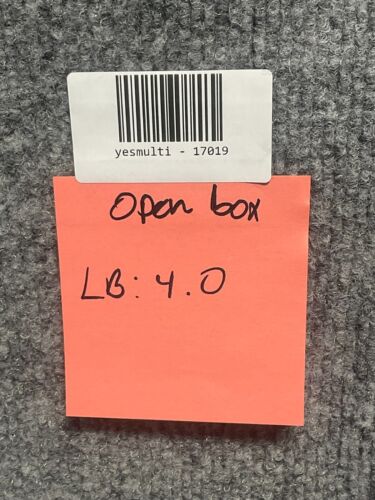 yesmulti - 17019
Open box
LB: 4.0